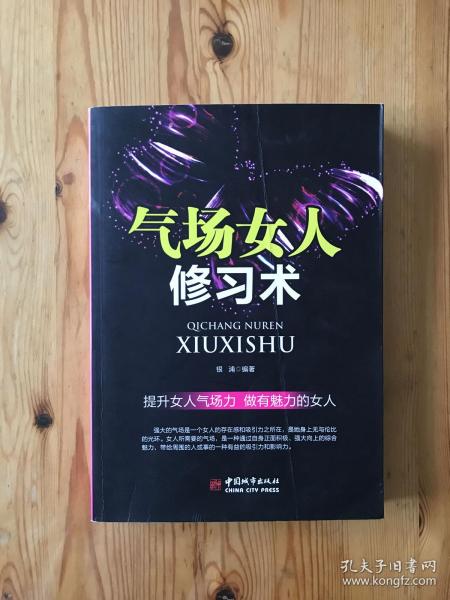 气场女人
修习术
QICHANG NUREN
XIUXISHU
银浦 编著
提升女人气场力 做有魅力的女人
强大的气场是一个女人的存在感和吸引力之所在，是她身上无与伦比
的光环。女人所需要的气场，是一种通过自身正面积极、强大向上的综合
魅力，带给周围的人或事的一种有益的吸引力和影响力。
中国城市出版社
CHINA CITY PRESS
孔夫子旧书网
www.kongfz.com